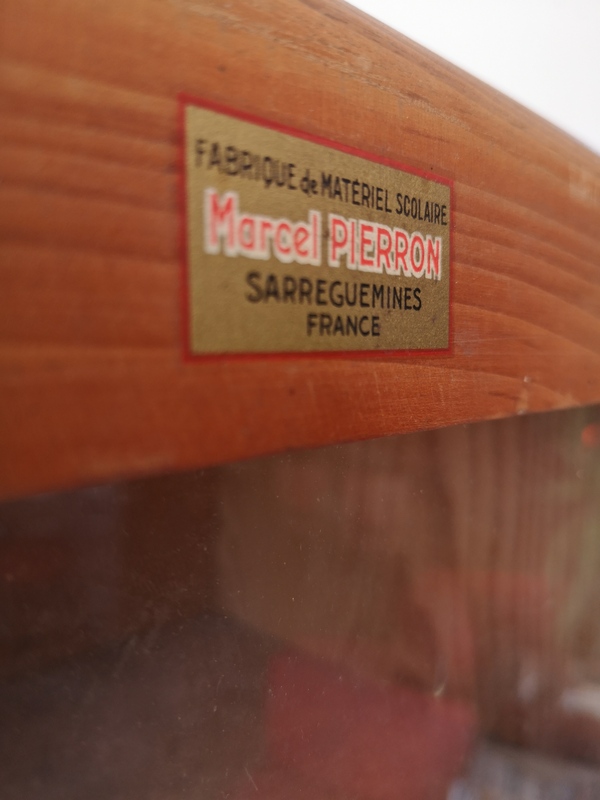 FABRIQUE de MATÉRIEL SCOLAIRE
Marcel PIERRON
SARREGUEMINES
FRANCE